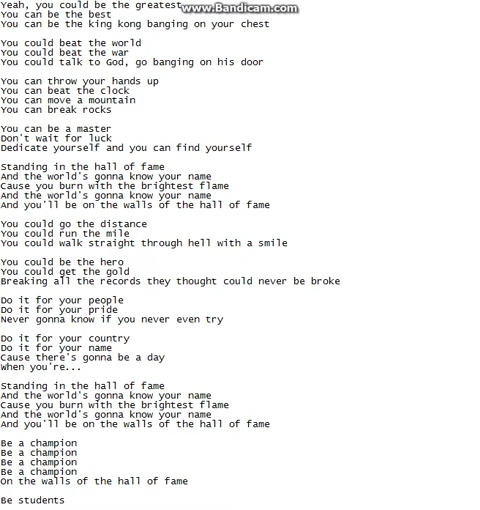 Yeah, you could be the greatest
www.Bandicam.com
You can be the best
You can be the king kong banging on your chest
You could beat the world
You could beat the war
You could talk to God, go banging on his door
You can throw your hands up
You can beat the clock
You can move a mountain
You can break rocks
You can be a master
Don't wait for luck
Dedicate yourself and you can find yourself
Standing in the hall of fame
And the world's gonna know your name
Cause you burn with the brightest flame
And the world's gonna know your name
And you'll be on the walls of the hall of fame
You could go the distance
You could run the mile
You could walk straight through hell with a smile
You could be the hero
You could get the gold
Breaking all the records they thought could never be broke
Do it for your people
Do it for your pride
Never gonna know if you never even try
Do it for your country
Do it for your name
Cause there's gonna be a day
When you're...
Standing in the hall of fame
And the world's gonna know your name
Cause you burn with the brightest flame
And the world's gonna know your name
And you'll be on the walls of the hall of fame
Be a champion
Be a champion
Be a champion
Be a champion
On the walls of the hall of fame
Be students